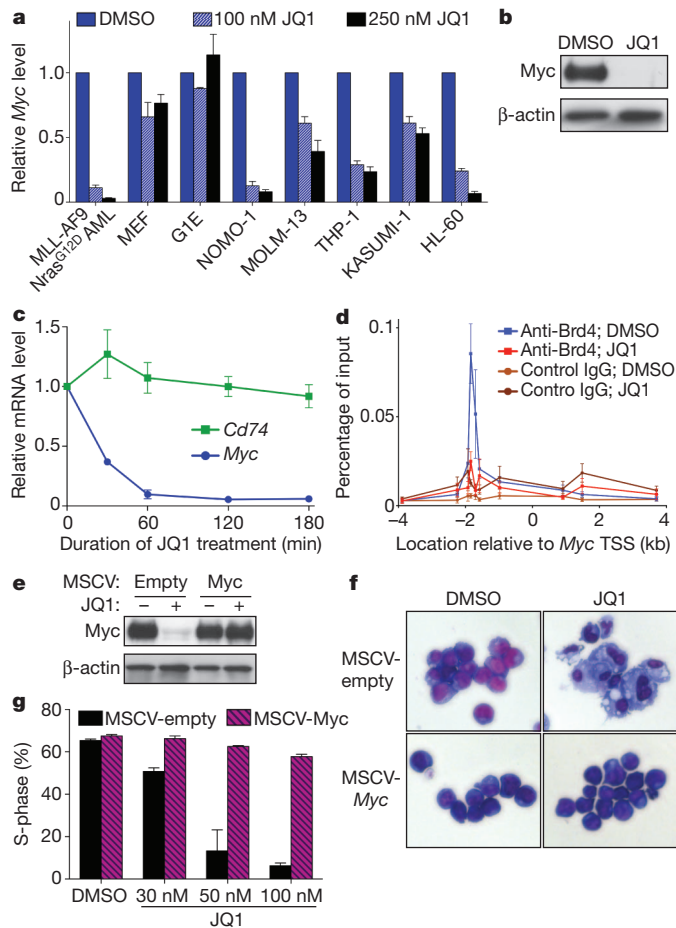 a
DMSO 100 nM JQ1 250 nM JQ1
Relative Myc level
1.0
0.5
0
MLL-AF9
NrasG12D AML
MEF
G1E
NOMO-1
MOLM-13
THP-1
KASUMI-1
HL-60
b
DMSO JQ1
Myc
β-actin
c
Relative mRNA level
1.5
1.0
0.5
0
Cd74
Myc
0 60 120 180
Duration of JQ1 treatment (min)
d
Percentage of input
0.1
0.05
0
Anti-Brd4; DMSO
Anti-Brd4; JQ1
Control IgG; DMSO
Contro IgG; JQ1
−4 −2 0 2 4
Location relative to Myc TSS (kb)
e
MSCV: Empty Myc
JQ1: − + − +
Myc
β-actin
f
DMSO JQ1
MSCV-
empty
MSCV-
Myc
g
MSCV-empty MSCV-Myc
S-phase (%)
80
60
40
20
0
DMSO 30 nM 50 nM 100 nM
JQ1